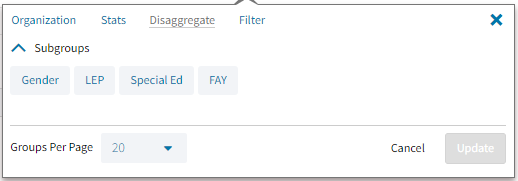 Organization Stats Disaggregate Filter
Subgroups
Gender LEP Special Ed FAY
Groups Per Page 20 Cancel Update